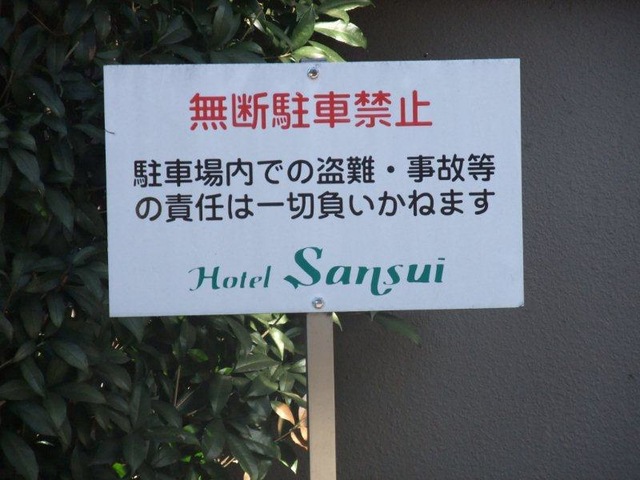 無断駐車禁止
駐車場内での盗難・事故等
の責任は一切負いかねます
Hotel Sansui